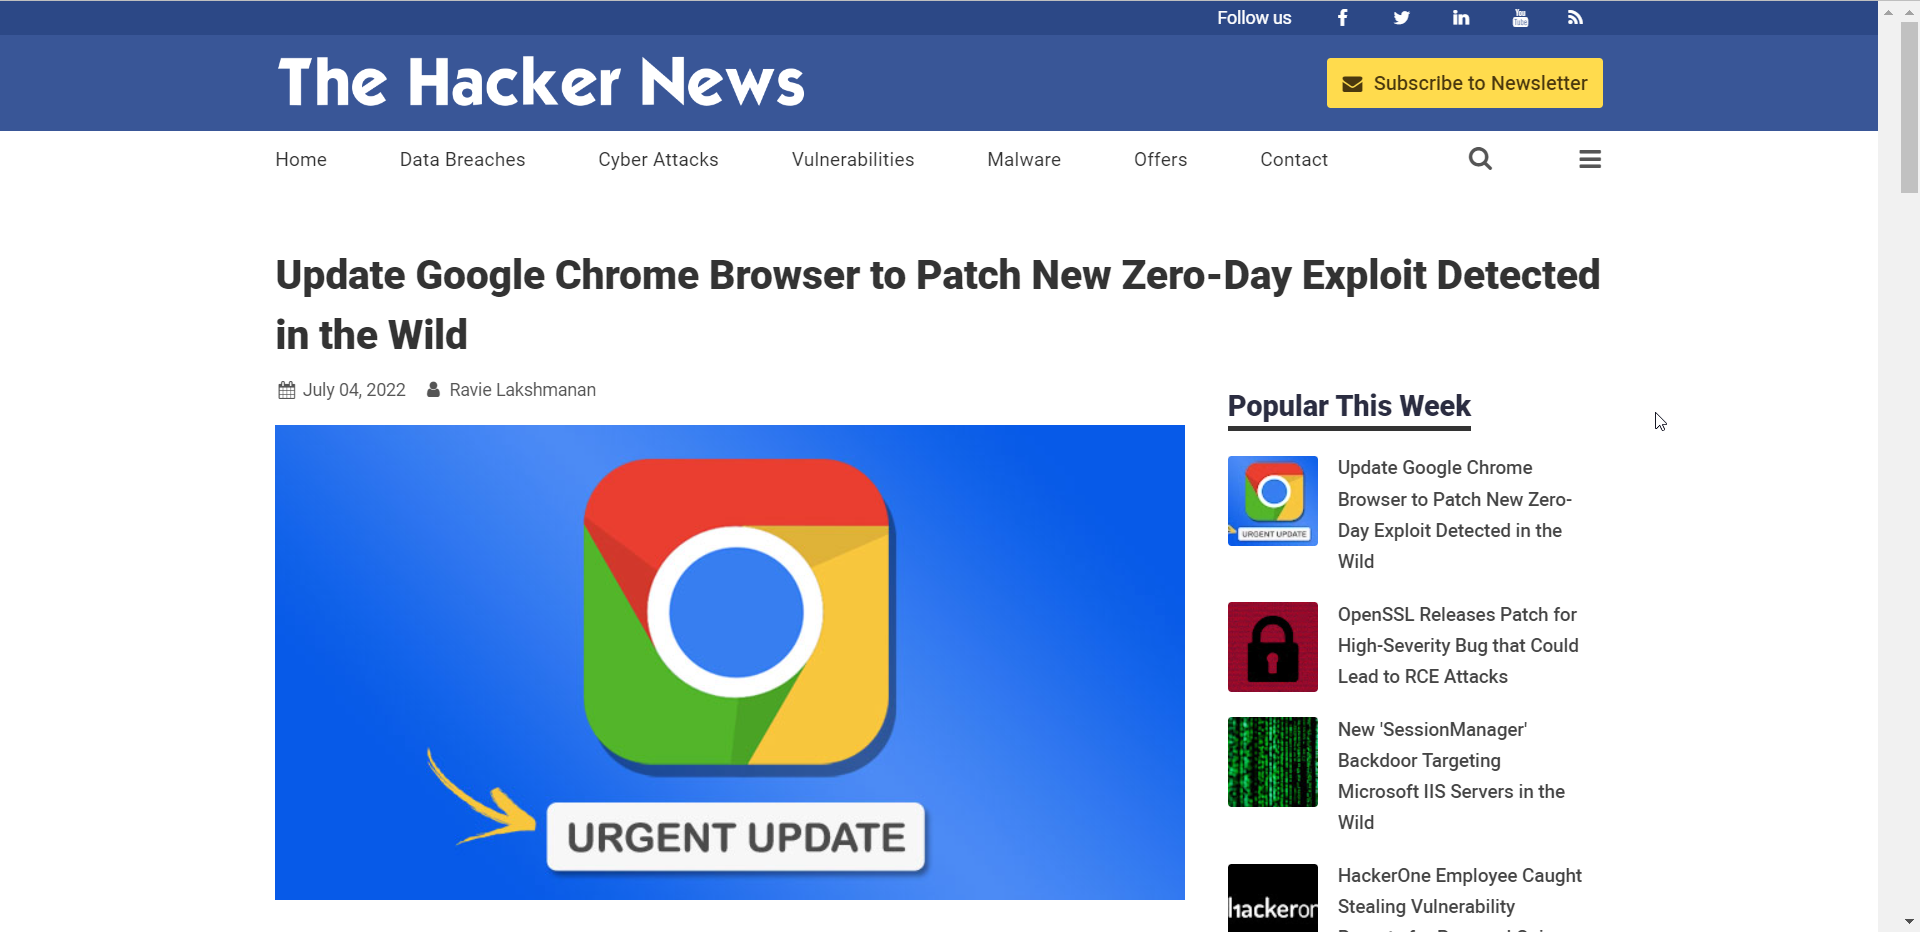 Follow us
The Hacker News
Subscribe to Newsletter
Home Data Breaches Cyber Attacks Vulnerabilities Malware Offers Contact
Update Google Chrome Browser to Patch New Zero-Day Exploit Detected
in the Wild
July 04, 2022 Ravie Lakshmanan
URGENT UPDATE
Popular This Week
URGENT UPDATE
Update Google Chrome
Browser to Patch New Zero-
Day Exploit Detected in the
Wild
OpenSSL Releases Patch for
High-Severity Bug that Could
Lead to RCE Attacks
New 'SessionManager'
Backdoor Targeting
Microsoft IIS Servers in the
Wild
hackeron
HackerOne Employee Caught
Stealing Vulnerability